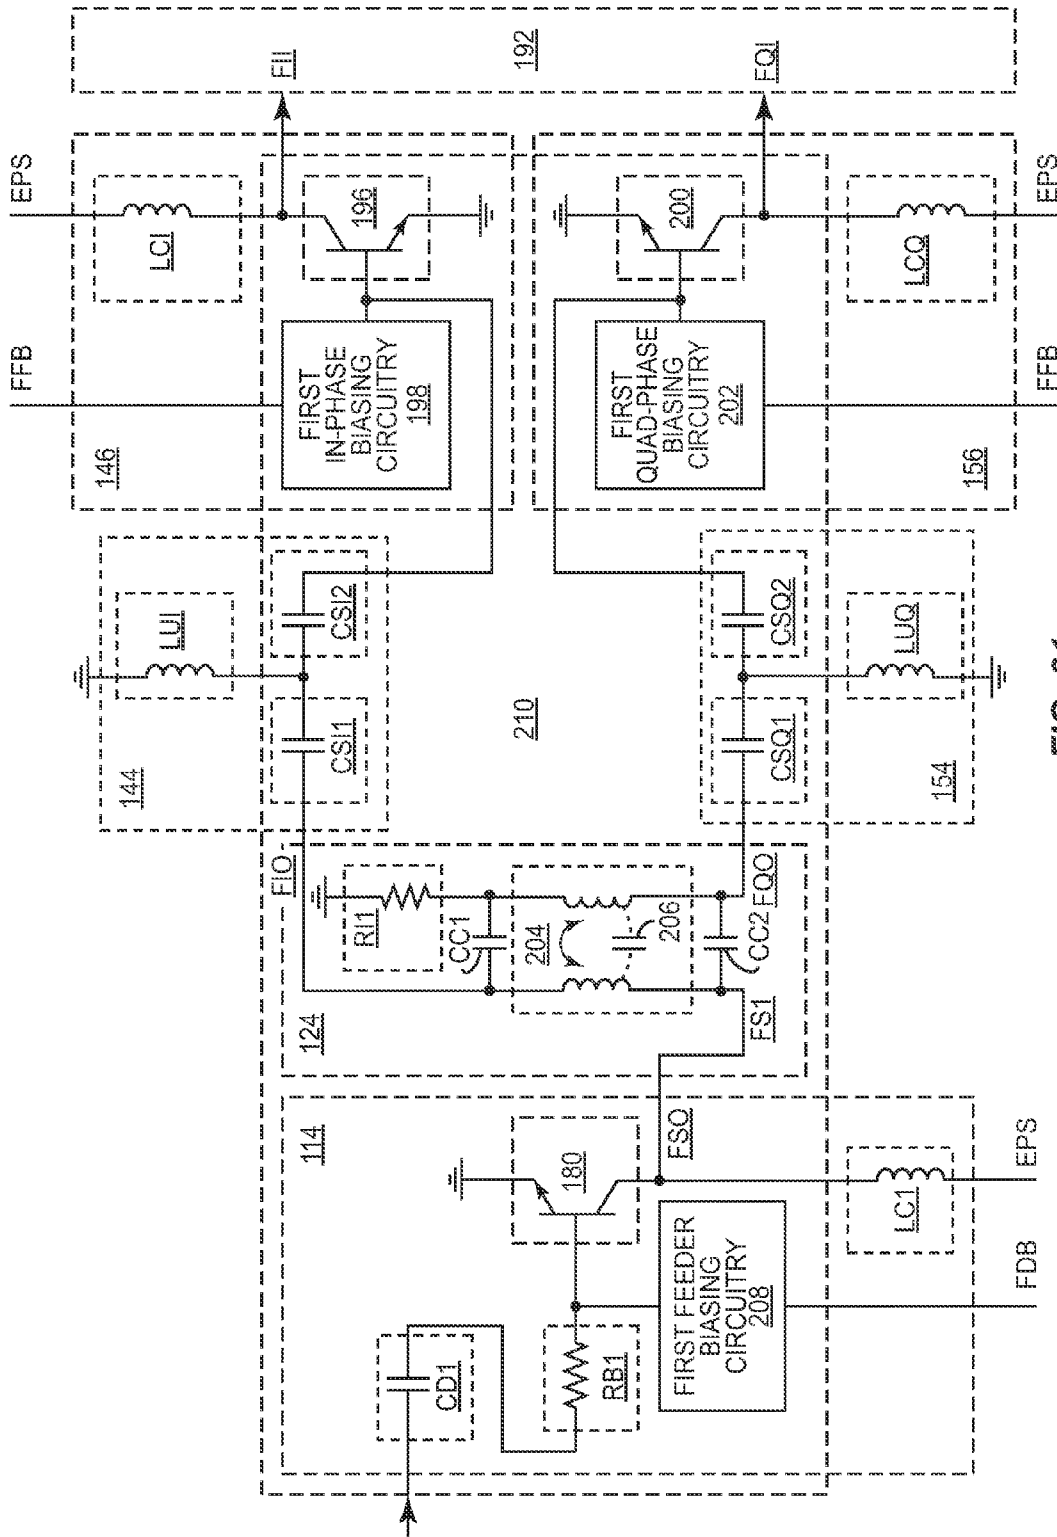 FFB
EPS
146
LCI
FII
144
LUI
CSI1
CSI2
FIRST
IN-PHASE
BIASING
CIRCUITRY
198
196
FIO
124
RI1
CC1
204
206
CC2
FS1
FQO
210
192
114
CD1
RB1
180
FSO
FIRST FEEDER
BIASING
CIRCUITRY
208
LC1
FDB
EPS
CSQ1
CSQ2
LUQ
154
FIRST
QUAD-PHASE
BIASING
CIRCUITRY
202
200
FQI
LCQ
156
FFB
EPS